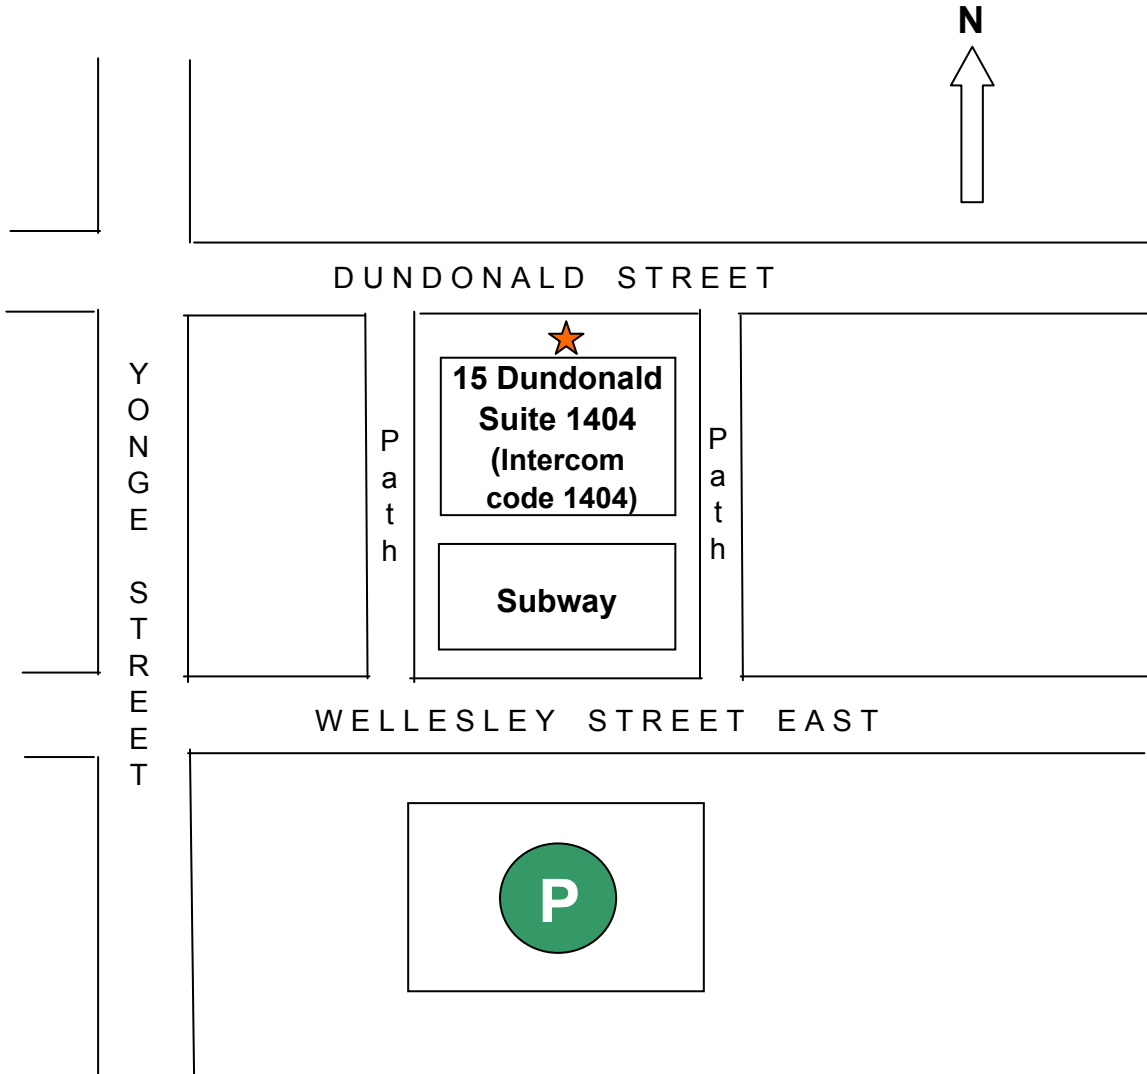 N
DUNDONALD STREET
YONGE STREET
15 Dundonald
Suite 1404
(Intercom
code 1404)
Path
Path
Subway
WELLESLEY STREET EAST
P